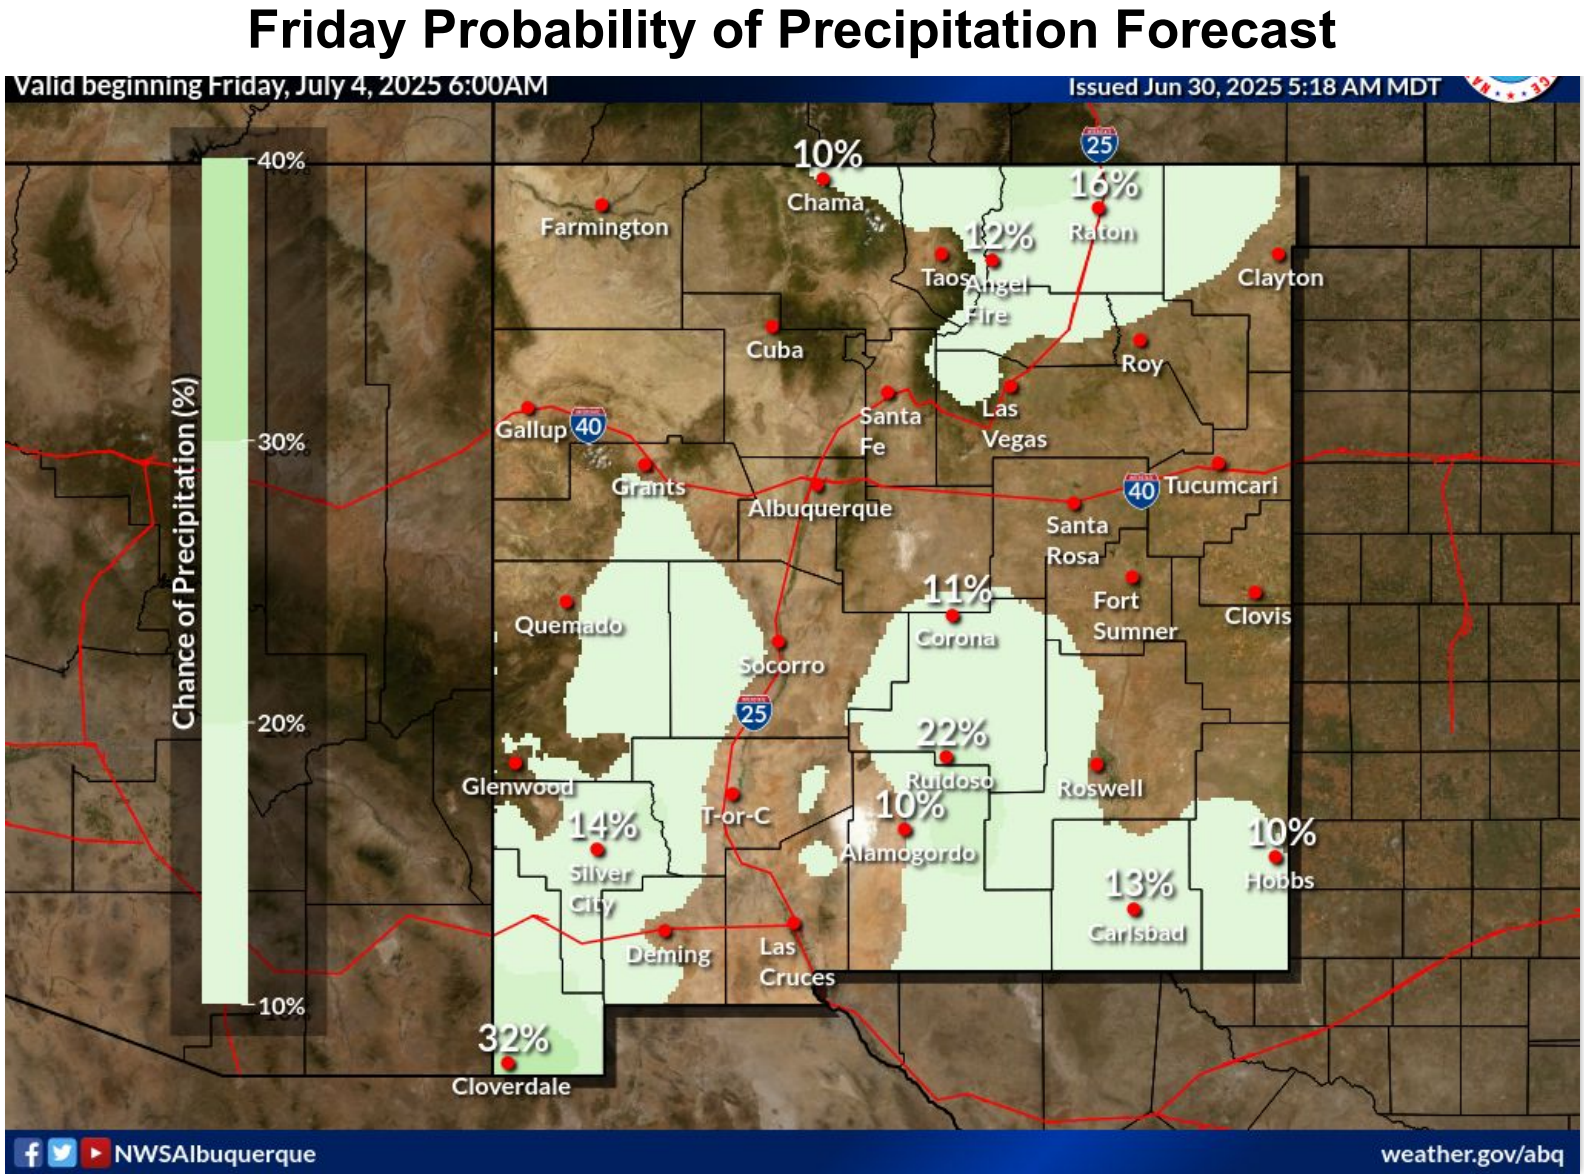 Friday Probability of Precipitation Forecast
Valid beginning Friday, July 4, 2025 6:00AM
Issued Jun 30, 2025 5:18 AM MDT
Chance of Precipitation (%)
40%
30%
20%
10%
10%
Chama
25
16%
Raton
Farmington
12%
Taos
Angel
Fire
Clayton
Cuba
Roy
Gallup
40
Santa
Fe
Las
Vegas
Grants
Albuquerque
40
Tucumcari
Santa
Rosa
11%
Corona
Fort
Sumner
Clovis
Quemado
Socorro
25
22%
Ruidoso
Glenwood
T-or-C
10%
Alamogordo
Roswell
14%
Silver
City
10%
Hobbs
13%
Carlsbad
Deming
Las
Cruces
32%
Cloverdale
NWSAlbuquerque
weather.gov/abq